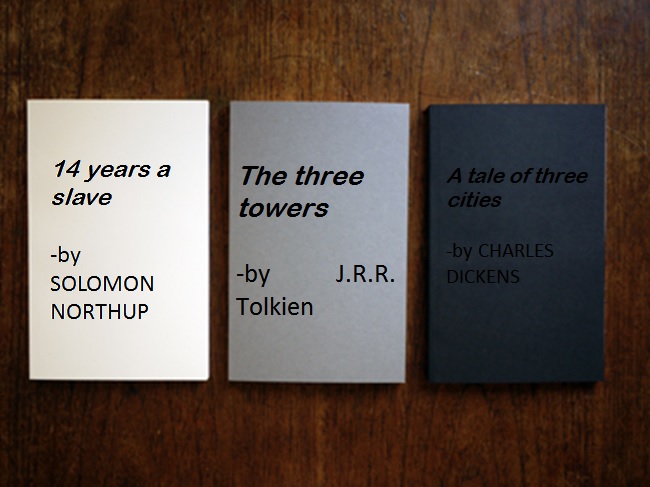 14 years a
slave
-by
SOLOMON
NORTHUP
The three
towers
-by J.R.R.
Tolkien
A tale of three
cities
-by CHARLES
DICKENS